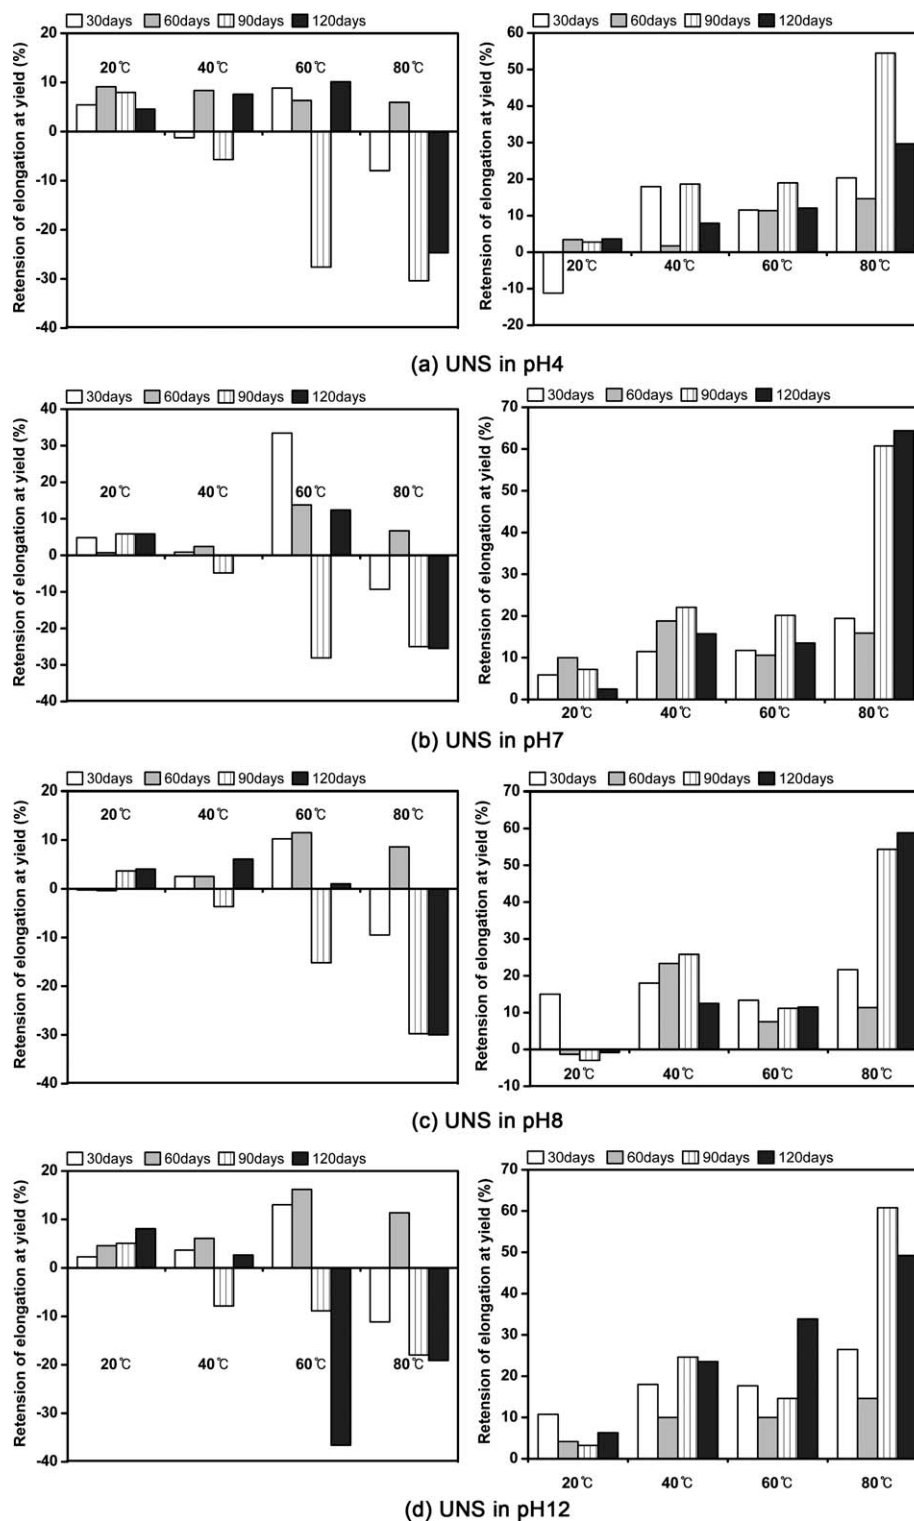 30days 60days 90days 120days
Retension of elongation at yield (%)
20
10
0
-10
-20
-30
-40
20℃ 40℃ 60℃ 80℃
30days 60days 90days 120days
Retension of elongation at yield (%)
60
50
40
30
20
10
0
-10
-20
20℃ 40℃ 60℃ 80℃
(a) UNS in pH4
30days 60days 90days 120days
Retension of elongation at yield (%)
40
30
20
10
0
-10
-20
-30
-40
20℃ 40℃ 60℃ 80℃
30days 60days 90days 120days
Retension of elongation at yield (%)
70
60
50
40
30
20
10
0
20℃ 40℃ 60℃ 80℃
(b) UNS in pH7
30days 60days 90days 120days
Retension of elongation at yield (%)
20
10
0
-10
-20
-30
-40
20℃ 40℃ 60℃ 80℃
30days 60days 90days 120days
Retension of elongation at yield (%)
70
60
50
40
30
20
10
0
-10
20℃ 40℃ 60℃ 80℃
(c) UNS in pH8
30days 60days 90days 120days
Retension of elongation at yield (%)
20
10
0
-10
-20
-30
-40
20℃ 40℃ 60℃ 80℃
30days 60days 90days 120days
Retension of elongation at yield (%)
70
60
50
40
30
20
10
0
20℃ 40℃ 60℃ 80℃
(d) UNS in pH12